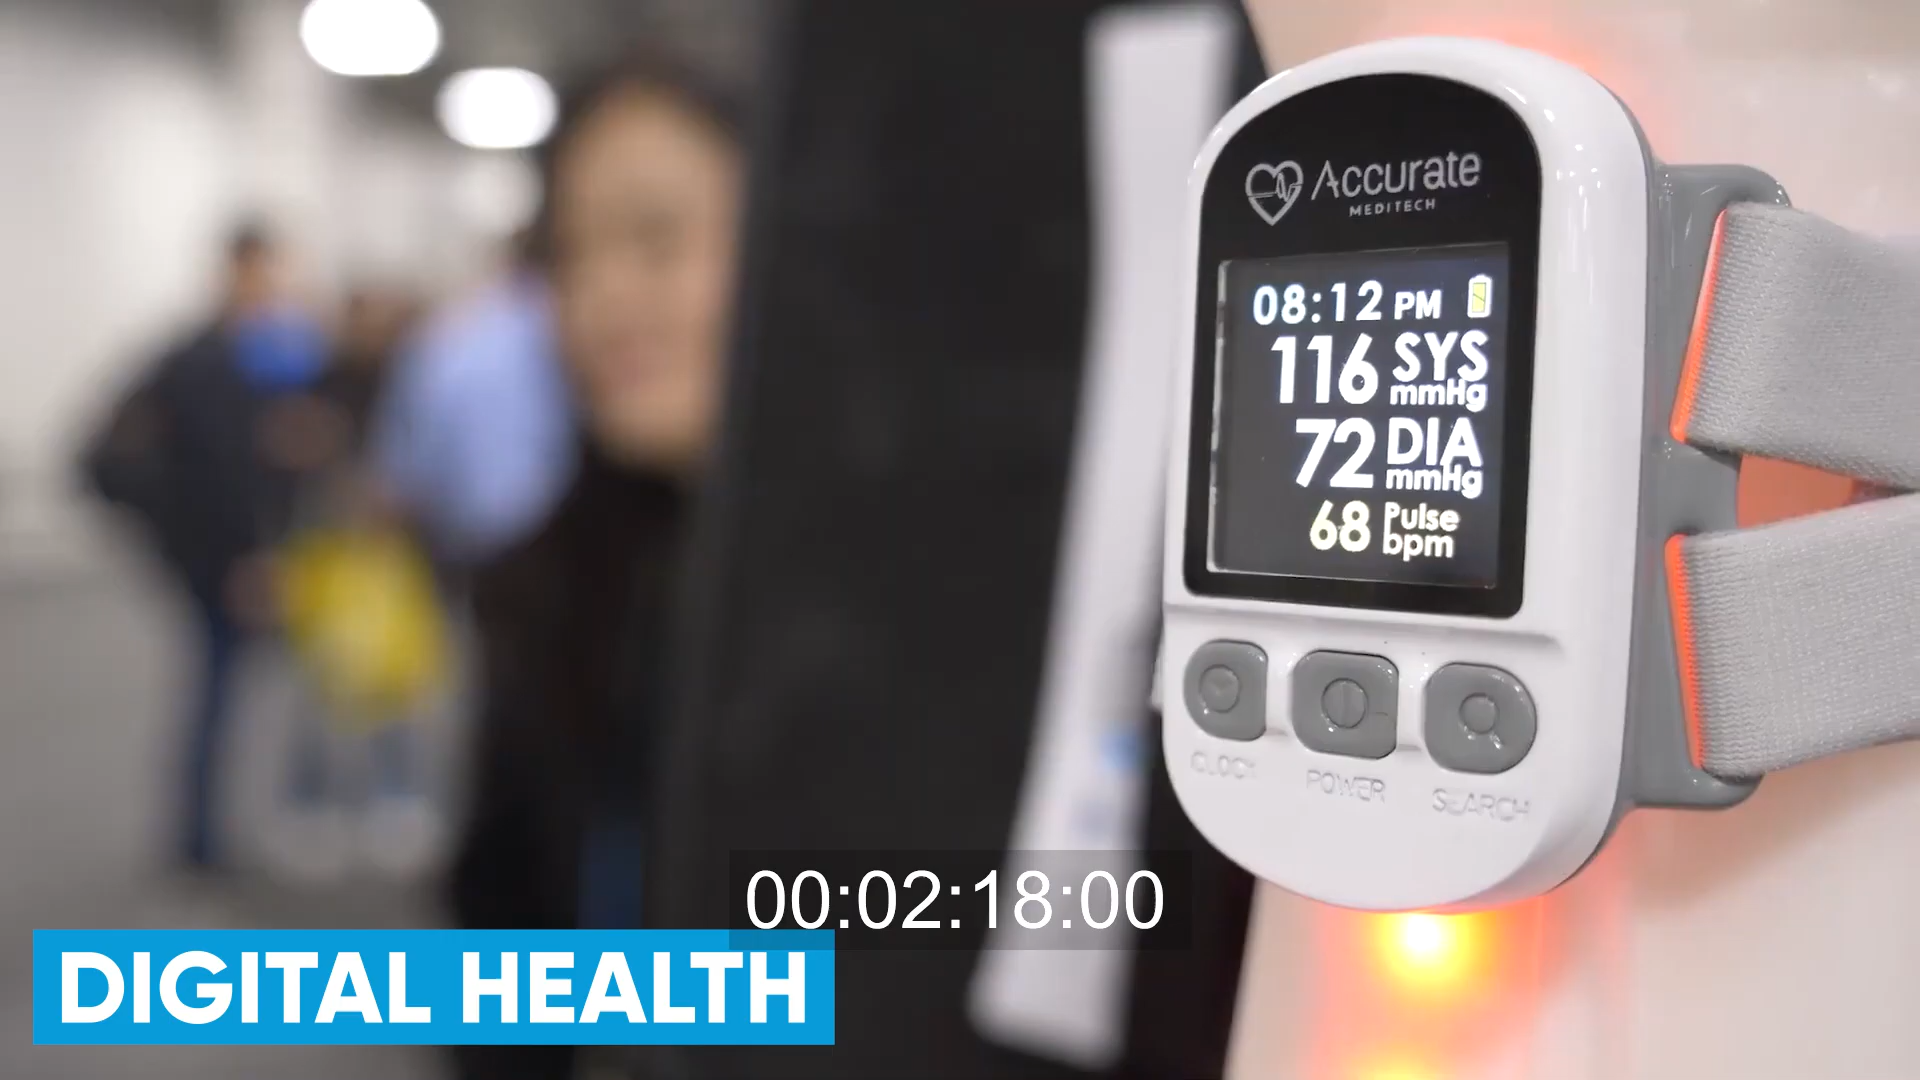 Accurate
MEDITECH
08:12 PM
116 SYS
mmHg
72 DIA
mmHg
68 Pulse
bpm
CLOCK
POWER
SEARCH
00:02:18:00
DIGITAL HEALTH